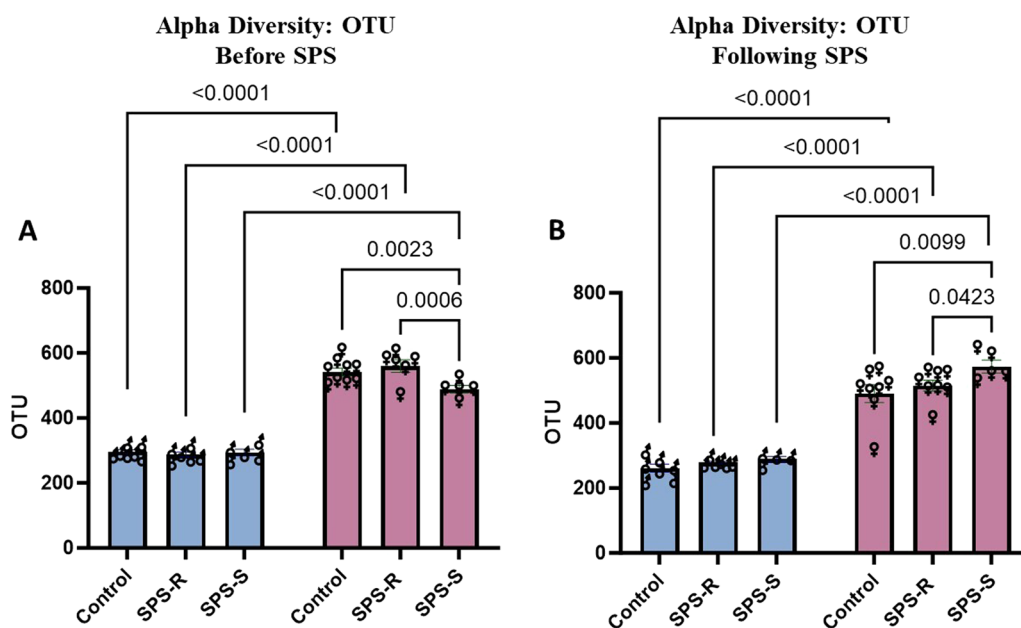 Alpha Diversity: OTU
Before SPS
<0.0001
<0.0001
<0.0001
A
0.0023
0.0006
800
600
400
200
0
OTU
Control
SPS-R
SPS-S
Control
SPS-R
SPS-S
Alpha Diversity: OTU
Following SPS
<0.0001
<0.0001
<0.0001
B
0.0099
0.0423
800
600
400
200
0
OTU
Control
SPS-R
SPS-S
Control
SPS-R
SPS-S